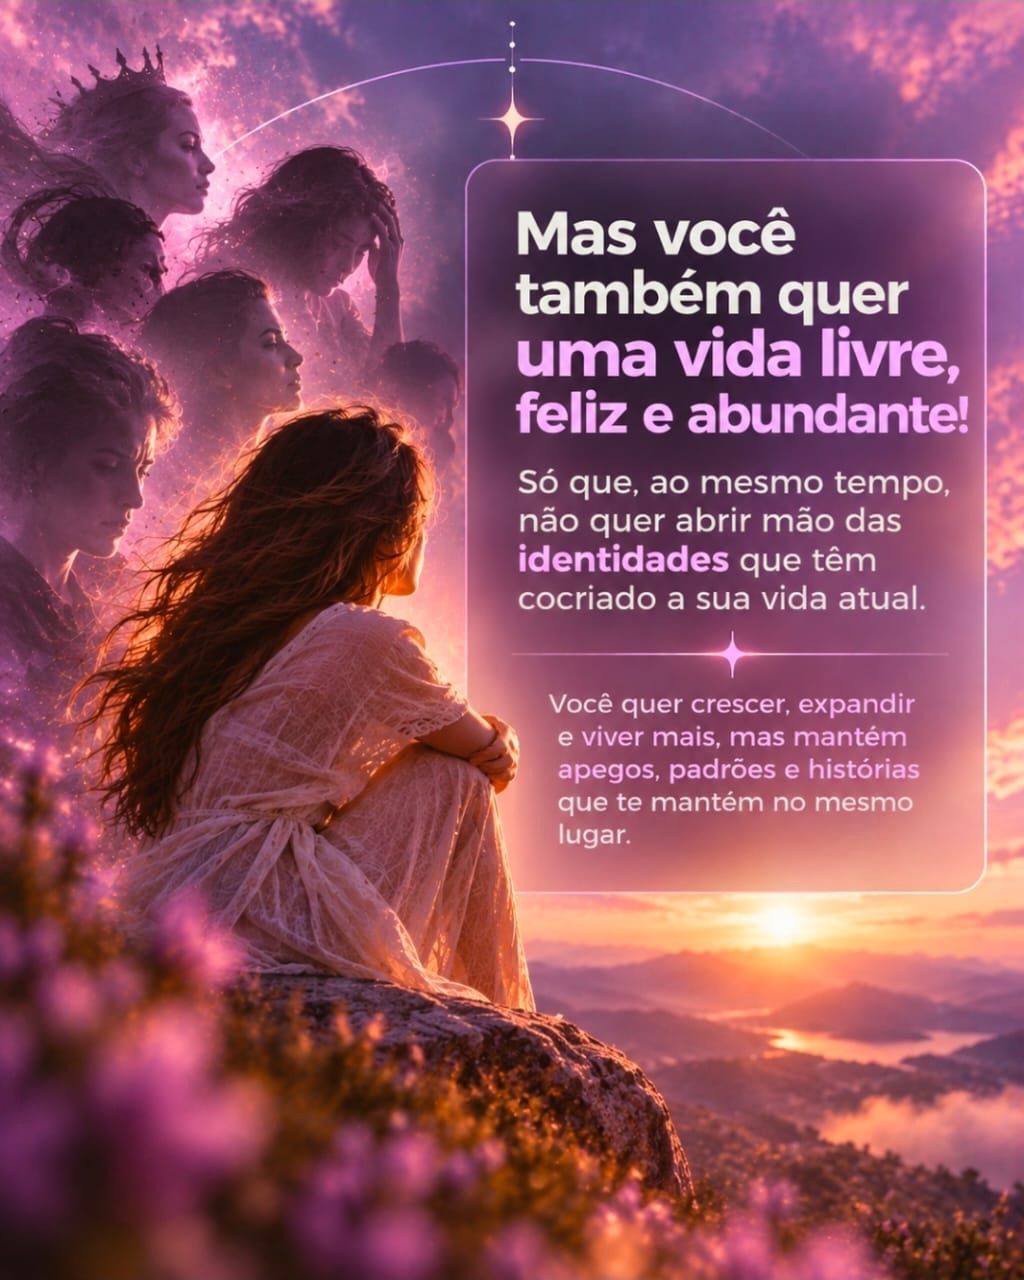 Mas você
também quer
uma vida livre,
feliz e abundante!
Só que, ao mesmo tempo,
não quer abrir mão das
identidades que têm
cocriado a sua vida atual.
Você quer crescer, expandir
e viver mais, mas mantém
apegos, padrões e histórias
que te mantém no mesmo
lugar.